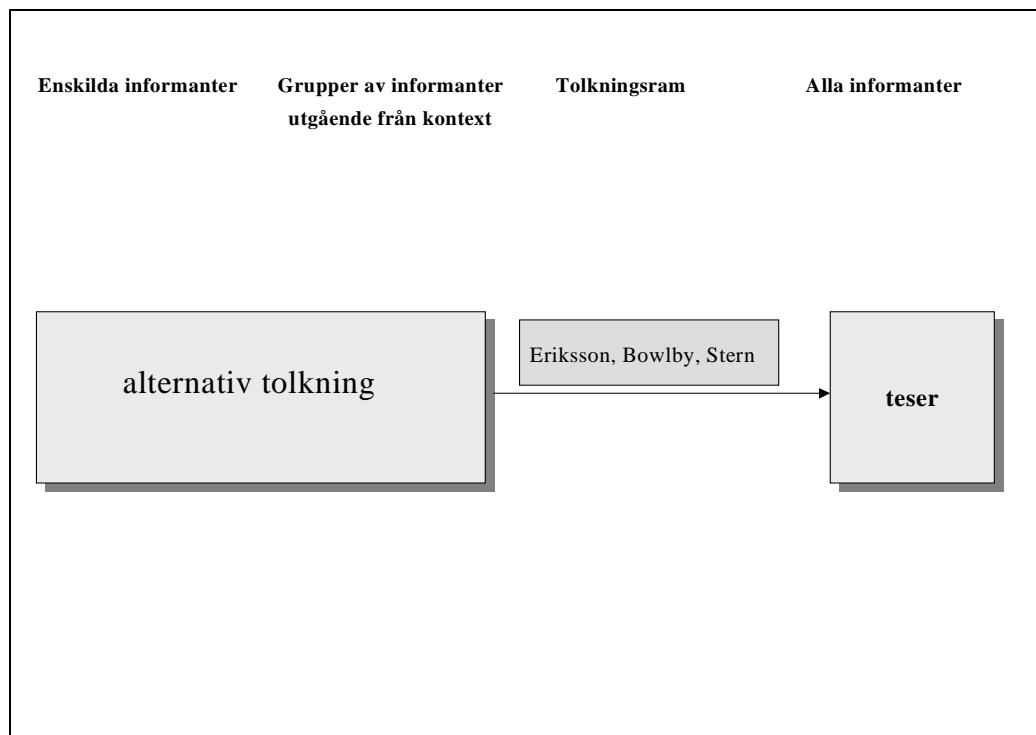 Enskilda informanter
Grupper av informanter
utgående från kontext
Tolkningsram
Alla informanter
alternativ tolkning
Eriksson, Bowlby, Stern
teser